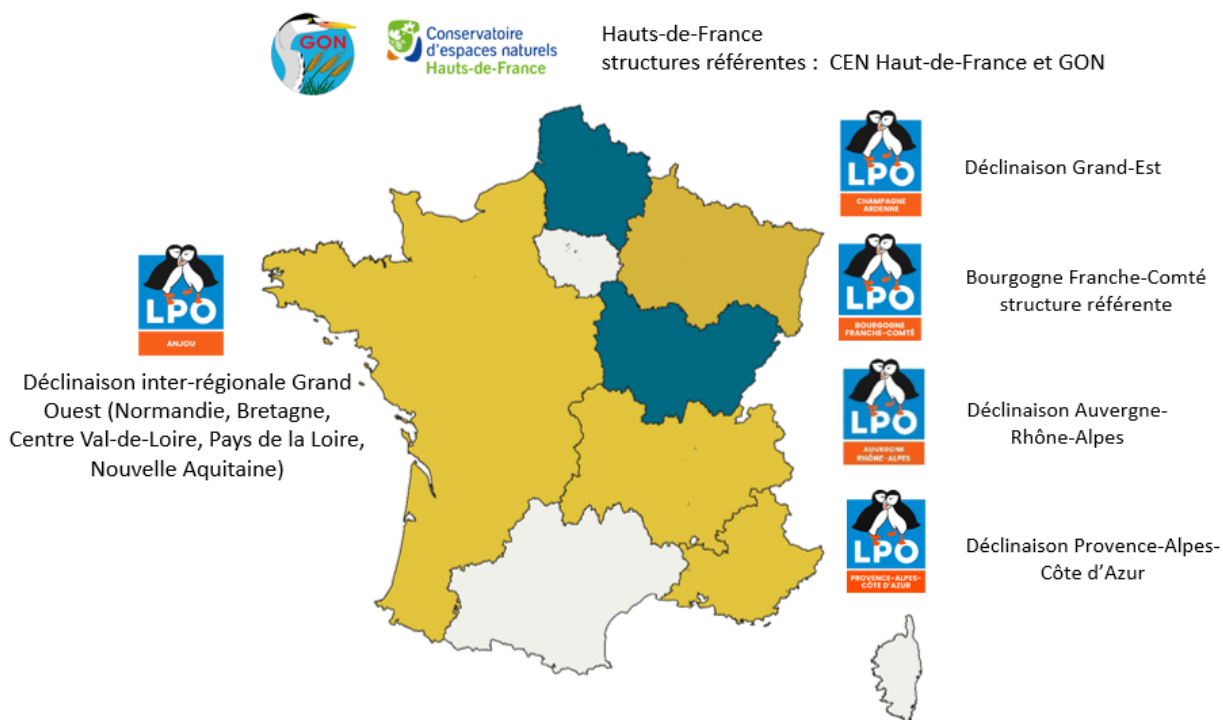 GON
Conservatoire
d'espaces naturels
Hauts-de-France
Hauts-de-France
structures référentes : CEN Haut-de-France et GON
LPO
CHAMPAGNE
ARDENNE
Déclinaison Grand-Est
LPO
BOURGOGNE
FRANCHE-COMTÉ
Bourgogne Franche-Comté
structure référente
LPO
ANJOU
Déclinaison inter-régionale Grand
Ouest (Normandie, Bretagne,
Centre Val-de-Loire, Pays de la Loire,
Nouvelle Aquitaine)
LPO
AUVERGNE
RHÔNE-ALPES
Déclinaison Auvergne-
Rhône-Alpes
LPO
PROVENCE-ALPES-
CÔTE D'AZUR
Déclinaison Provence-Alpes-
Côte d'Azur